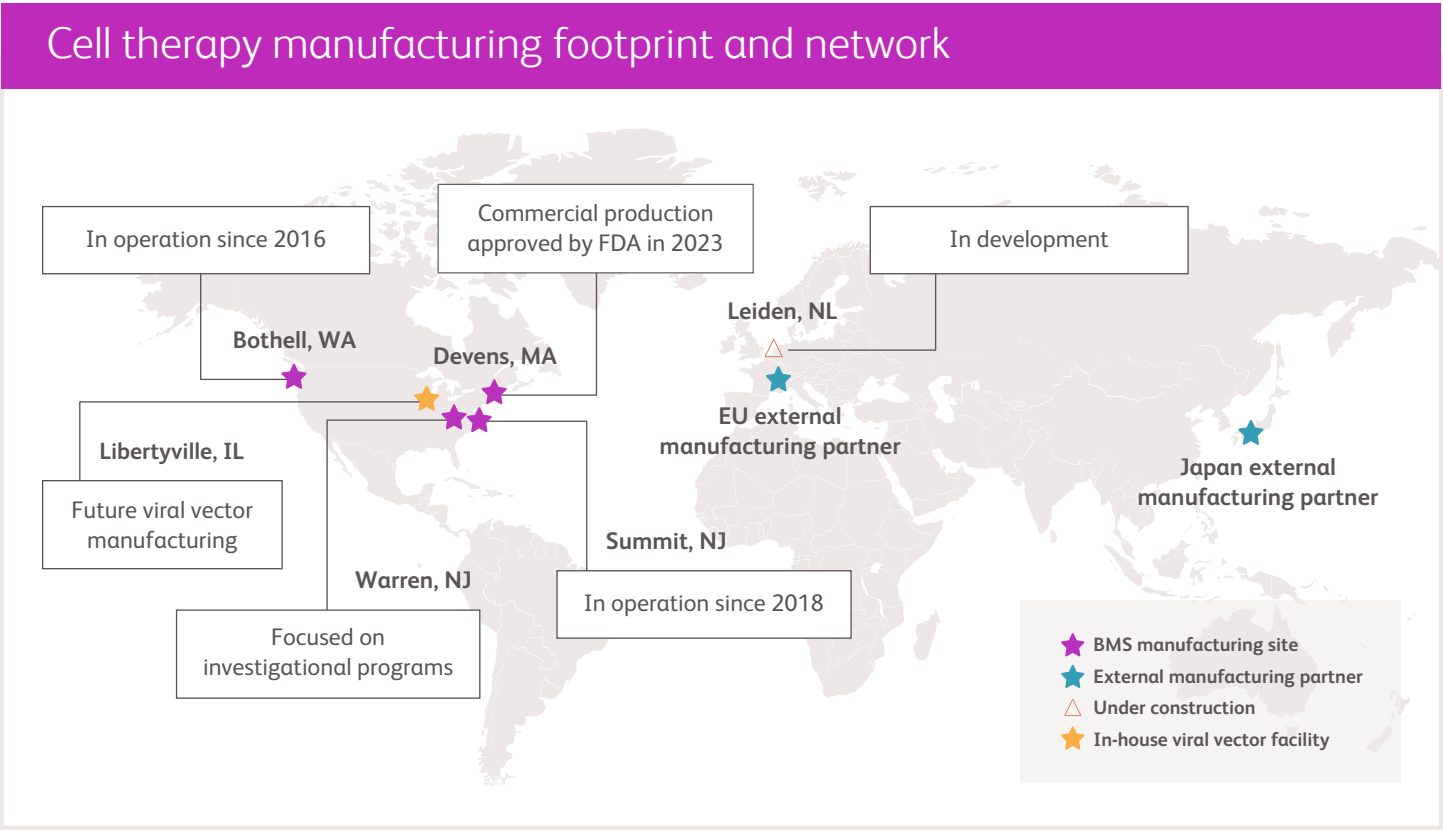 Cell therapy manufacturing footprint and network
In operation since 2016
Commercial production
approved by FDA in 2023
In development
Leiden, NL
Bothell, WA
Devens, MA
EU external
manufacturing partner
Libertyville, IL
Japan external
manufacturing partner
Future viral vector
manufacturing
Summit, NJ
Warren, NJ
In operation since 2018
Focused on
investigational programs
BMS manufacturing site
External manufacturing partner
Under construction
In-house viral vector facility